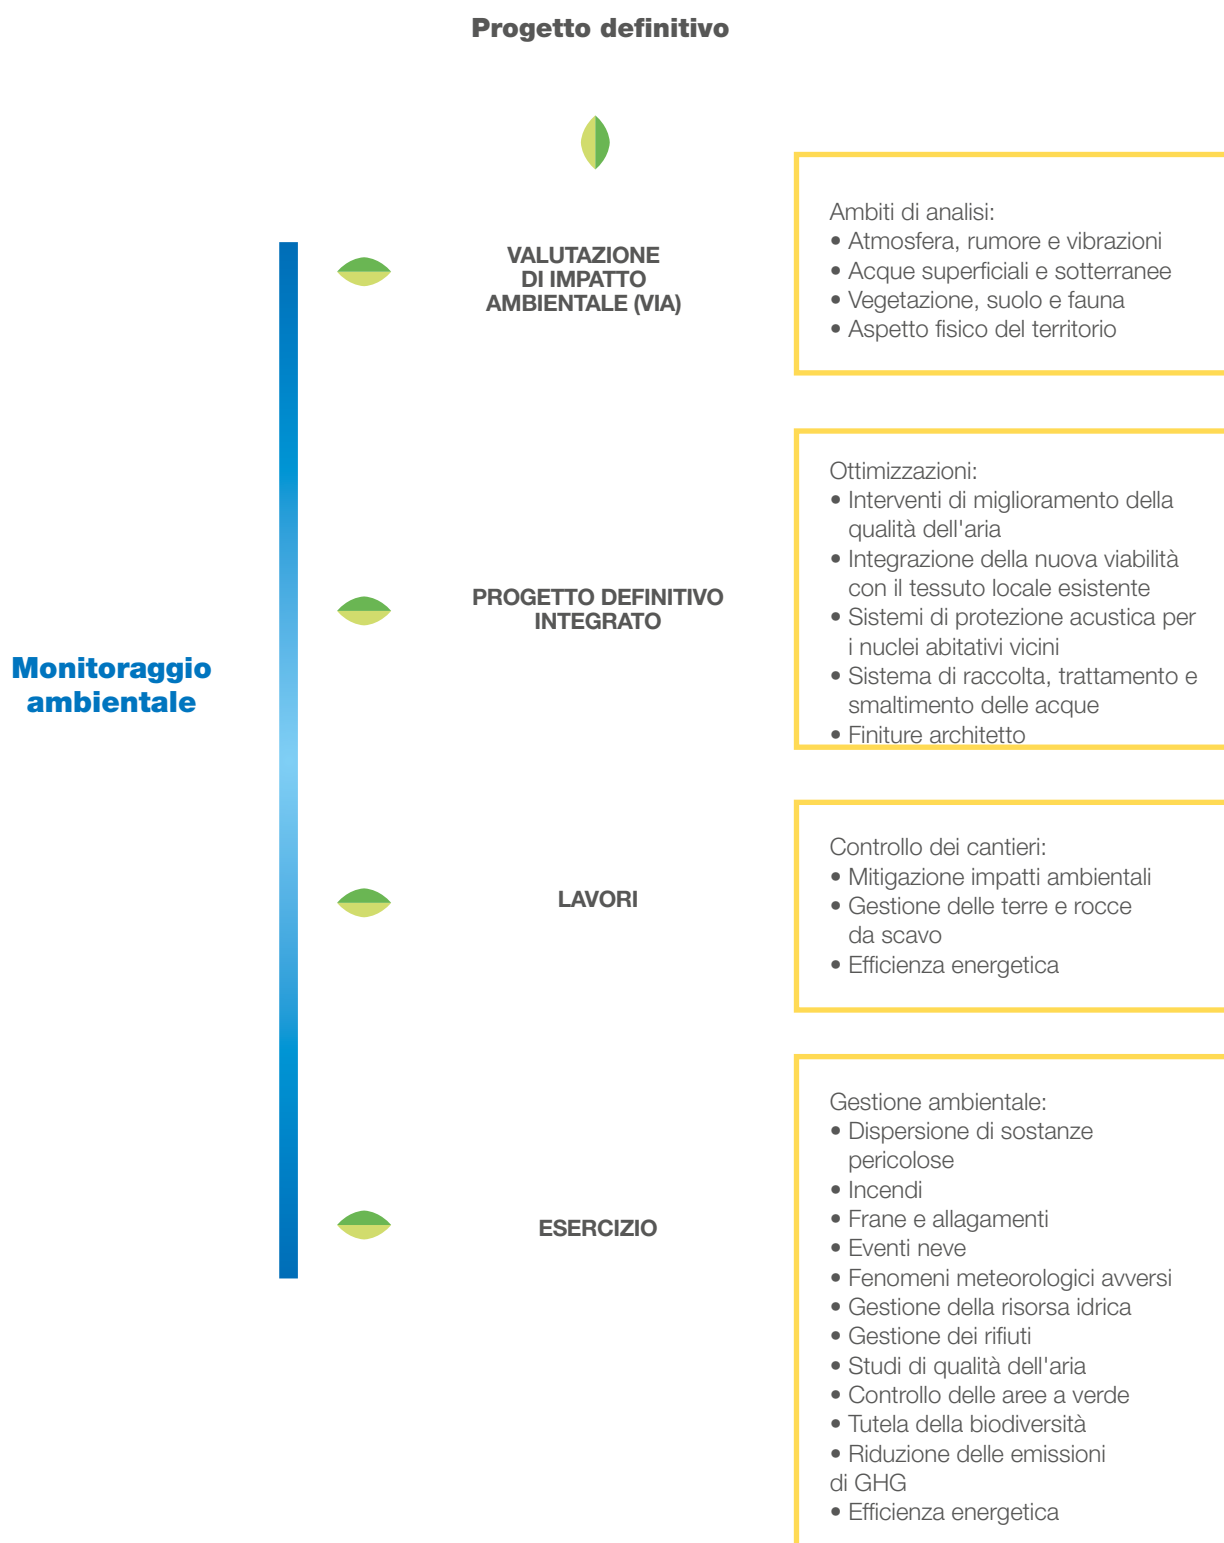 Progetto definitivo
VALUTAZIONE
DI IMPATTO
AMBIENTALE (VIA)
Ambiti di analisi:
• Atmosfera, rumore e vibrazioni
• Acque superficiali e sotterranee
• Vegetazione, suolo e fauna
• Aspetto fisico del territorio
Monitoraggio
ambientale
PROGETTO DEFINITIVO
INTEGRATO
Ottimizzazioni:
• Interventi di miglioramento della
qualità dell'aria
• Integrazione della nuova viabilità
con il tessuto locale esistente
• Sistemi di protezione acustica per
i nuclei abitativi vicini
• Sistema di raccolta, trattamento e
smaltimento delle acque
• Finiture architetto
LAVORI
Controllo dei cantieri:
• Mitigazione impatti ambientali
• Gestione delle terre e rocce
da scavo
• Efficienza energetica
ESERCIZIO
Gestione ambientale:
• Dispersione di sostanze
pericolose
• Incendi
• Frane e allagamenti
• Eventi neve
• Fenomeni meteorologici avversi
• Gestione della risorsa idrica
• Gestione dei rifiuti
• Studi di qualità dell'aria
• Controllo delle aree a verde
• Tutela della biodiversità
• Riduzione delle emissioni
di GHG
• Efficienza energetica